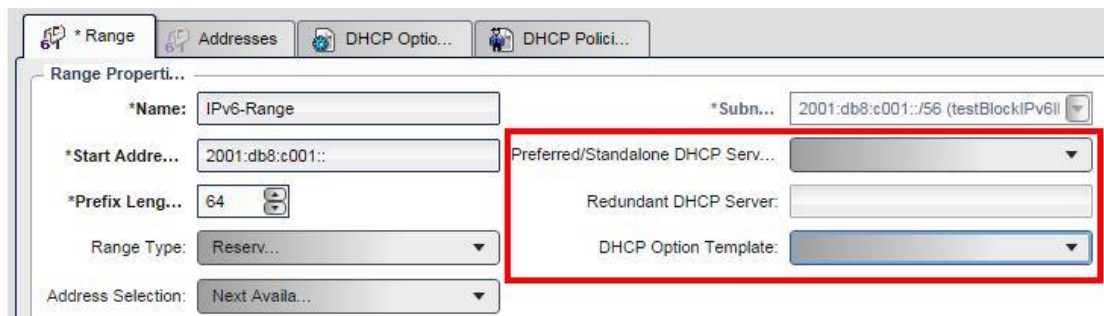 * Range Addresses DHCP Optio... DHCP Polici...
Range Properti...
*Name: IPv6-Range *Subn... 2001:db8:c001::/56 (testBlockIPv6II
*Start Addre... 2001:db8:c001:: Preferred/Standalone DHCP Serv...
*Prefix Leng... 64 Redundant DHCP Server:
Range Type: Reserv... DHCP Option Template:
Address Selection: Next Availa...